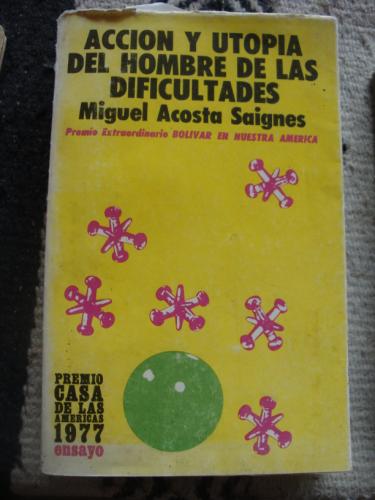 ACCION Y UTOPIA
DEL HOMBRE DE LAS
DIFICULTADES
Miguel Acosta Saignes
Premio Extraordinario BOLIVAR EN NUESTRA AMERICA
PREMIO
CASA
DE LAS
AMERICAS
1977
ensayo